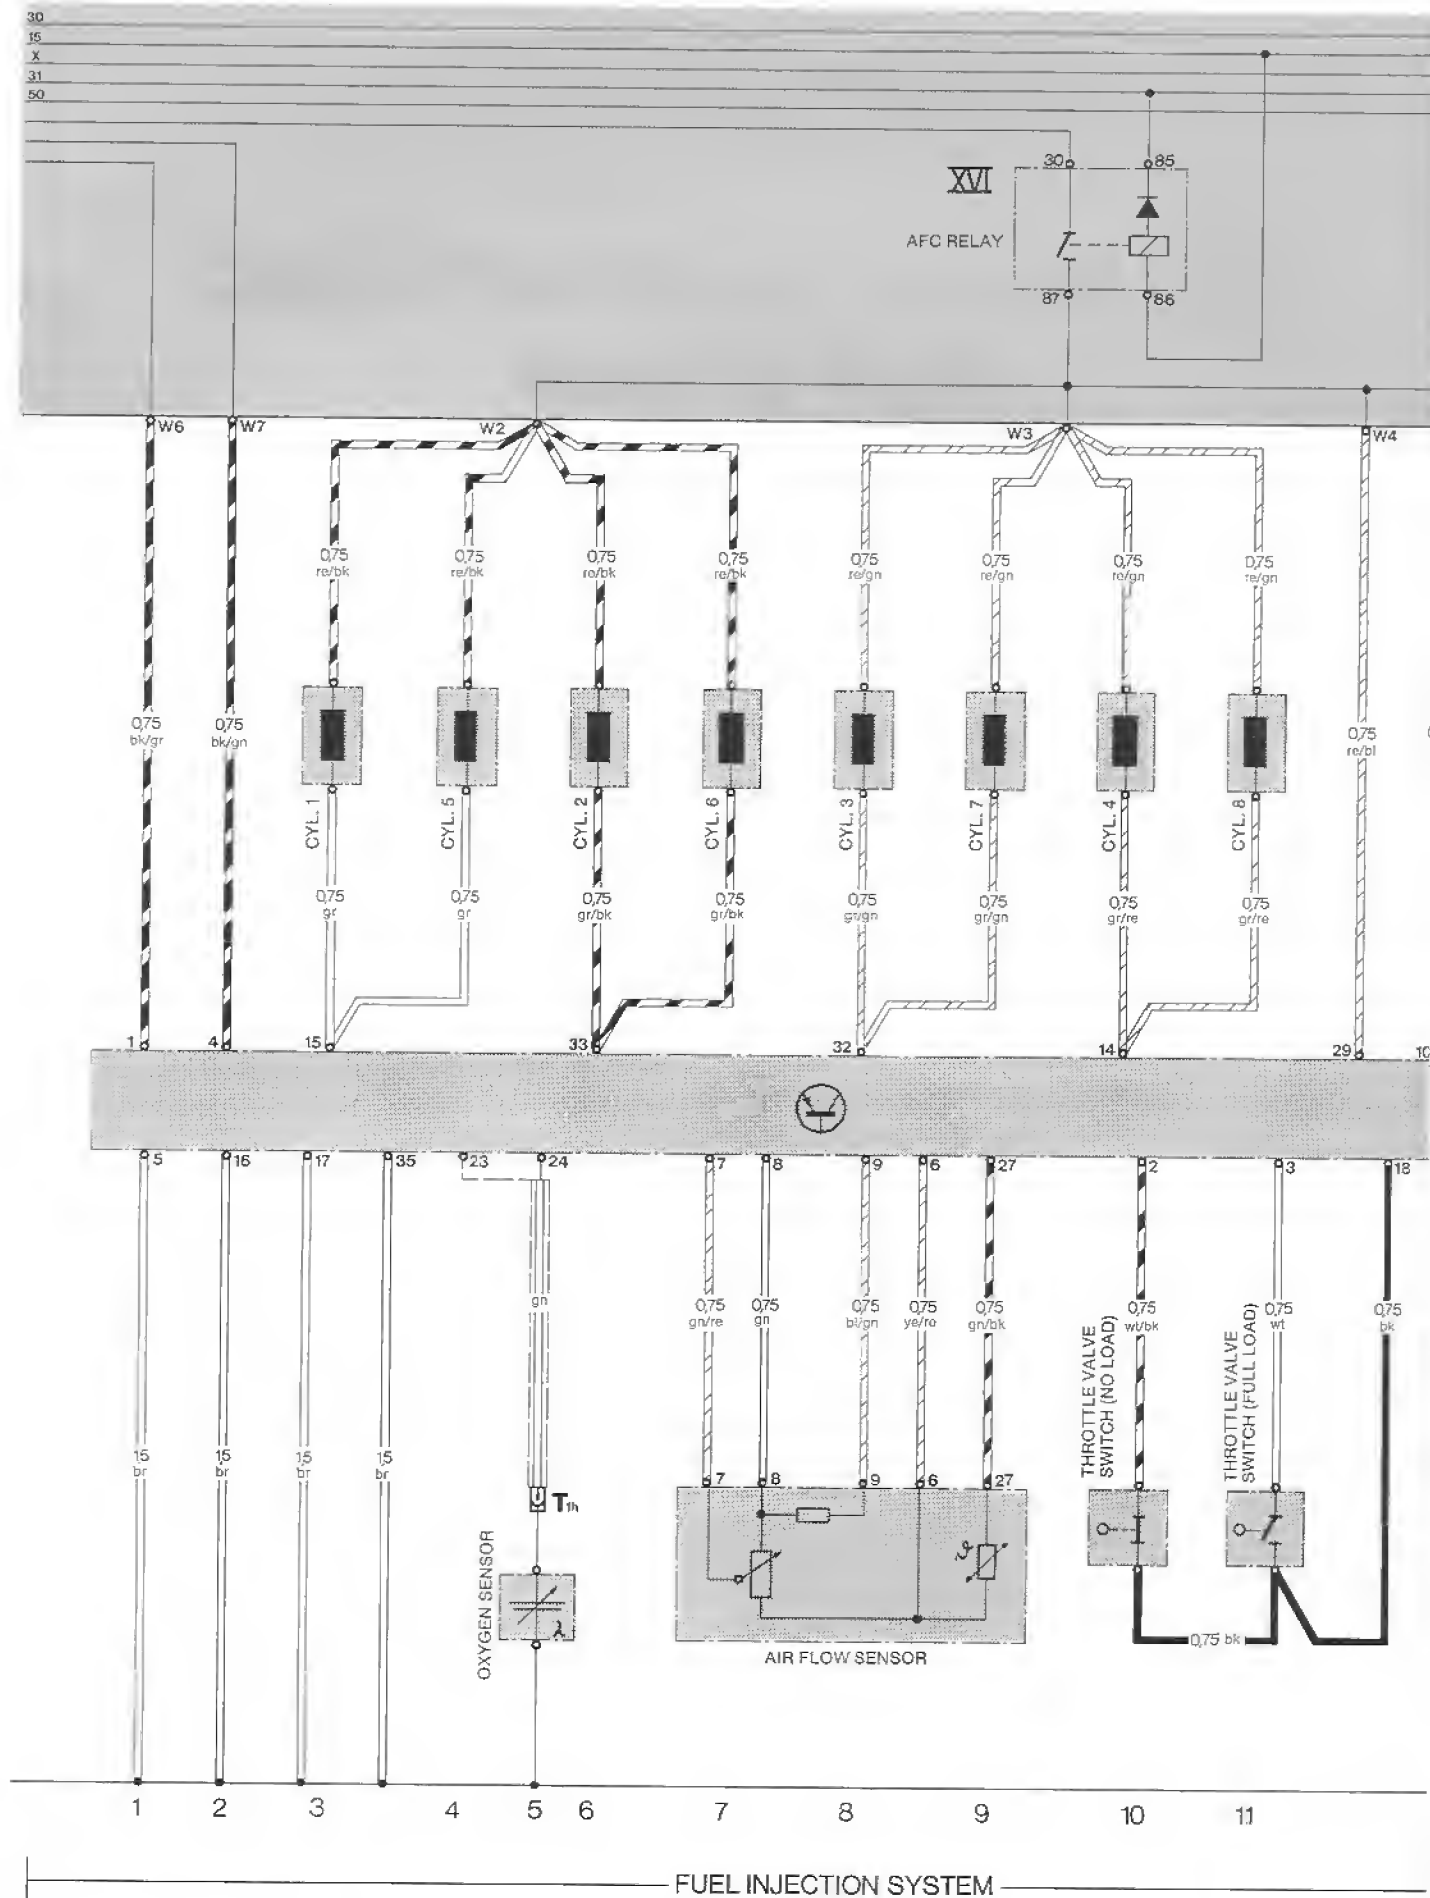 30
15
X
31
50
30 85
XVI
AFC RELAY
87 86
W6 W7 W2 W3 W4
0,75 re/bk
0,75 re/bk
0,75 re/bk
0,75 re/bk
0,75 re/gn
0,75 re/gn
0,75 re/gn
0,75 re/gn
0,75 bk/gr
0,75 bk/gn
0,75 re/bl
CYL. 1
CYL. 5
CYL. 2
CYL. 6
CYL. 3
CYL. 7
CYL. 4
CYL. 8
0,75 gr
0,75 gr
0,75 gr/bk
0,75 gr/bk
0,75 gr/gn
0,75 gr/gn
0,75 gr/re
0,75 gr/re
1 4 15 33 32 14 29 10
5 16 17 35 23 24 7 8 9 6 27 2 3 18
gn
0,75 gn/re
0,75 gn
0,75 bl/gn
0,75 ye/re
0,75 gn/bk
0,75 wt/bk
0,75 wt
0,75 bk
THROTTLE VALVE
SWITCH (NO LOAD)
THROTTLE VALVE
SWITCH (FULL LOAD)
1,5 br
1,5 br
1,5 br
1,5 br
7 8 9 6 27
T1h
OXYGEN SENSOR
ϑ
λ
0,75 bk
AIR FLOW SENSOR
1 2 3 4 5 6 7 8 9 10 11
FUEL INJECTION SYSTEM